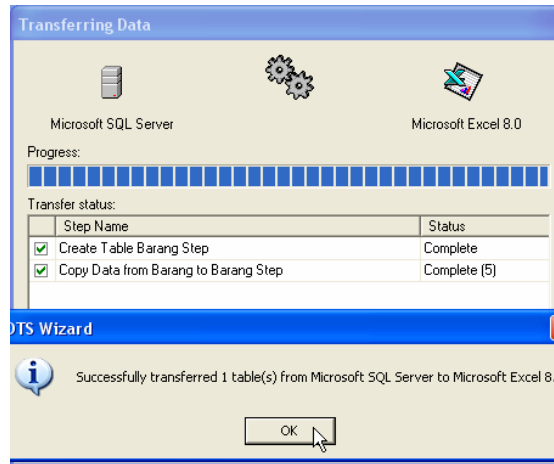 Transferring Data
Microsoft SQL Server
Microsoft Excel 8.0
Progress:
Transfer status:
Step Name Status
Create Table Barang Step Complete
Copy Data from Barang to Barang Step Complete (5)
DTS Wizard
Successfully transferred 1 table(s) from Microsoft SQL Server to Microsoft Excel 8.
OK